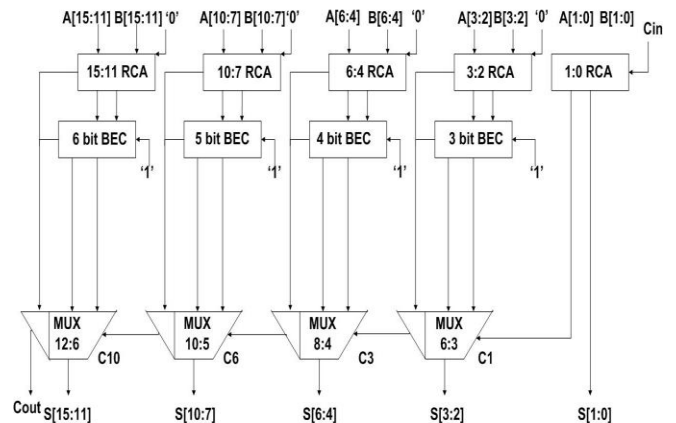 A[15:11] B[15:11] '0' A[10:7] B[10:7] '0' A[6:4] B[6:4] '0' A[3:2] B[3:2] '0' A[1:0] B[1:0]
Cin
15:11 RCA 10:7 RCA 6:4 RCA 3:2 RCA 1:0 RCA
6 bit BEC 5 bit BEC 4 bit BEC 3 bit BEC
'1' '1' '1' '1'
MUX MUX MUX MUX
12:6 10:5 8:4 6:3
C10 C6 C3 C1
Cout S[15:11] S[10:7] S[6:4] S[3:2] S[1:0]